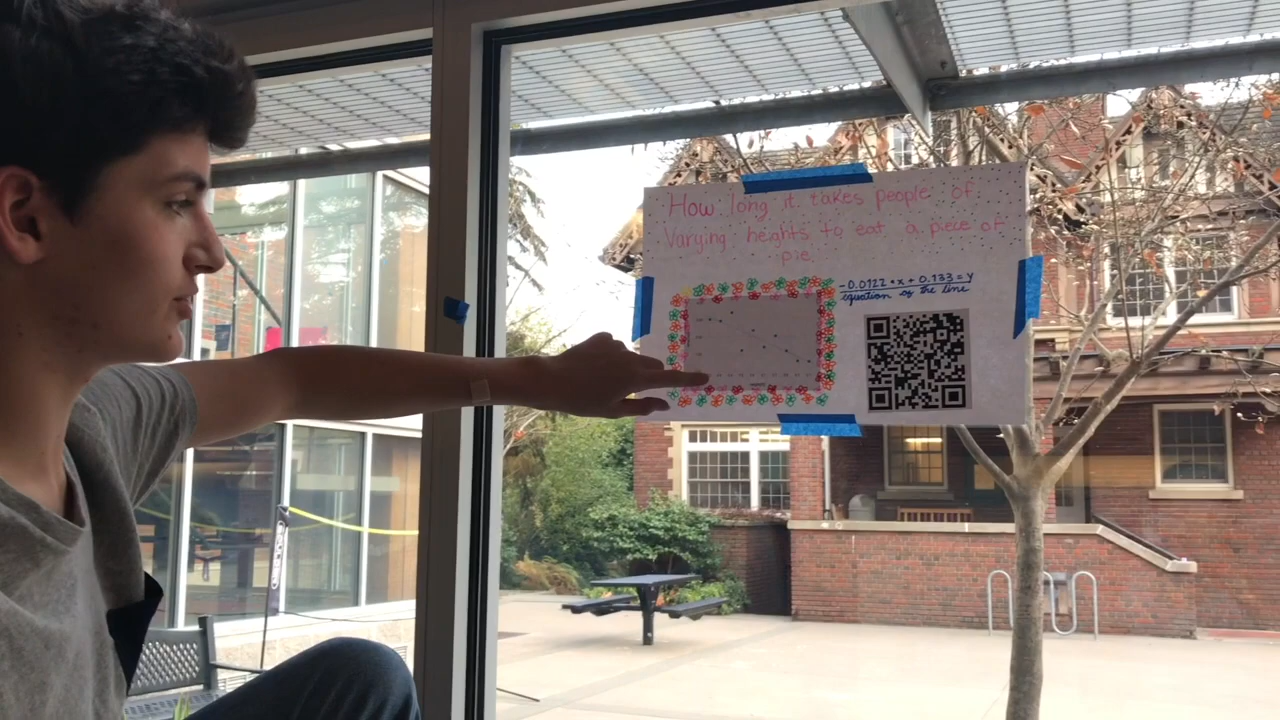 How long it takes people of
Varying heights to eat a piece of
pie.
-0.0122 * x + 0.133 = y
equation of the line